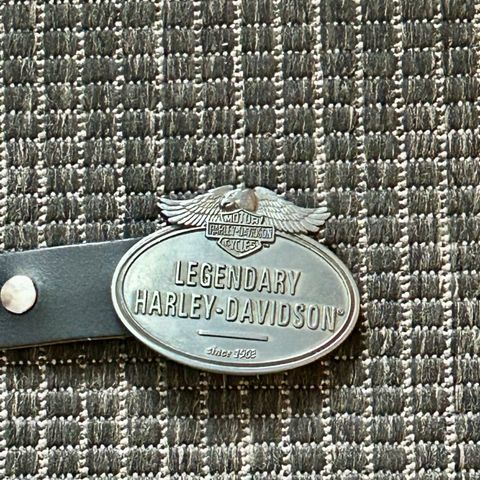 MOTOR
HARLEY-DAVIDSON
CYCLES
LEGENDARY
HARLEY-DAVIDSON®
since 1903